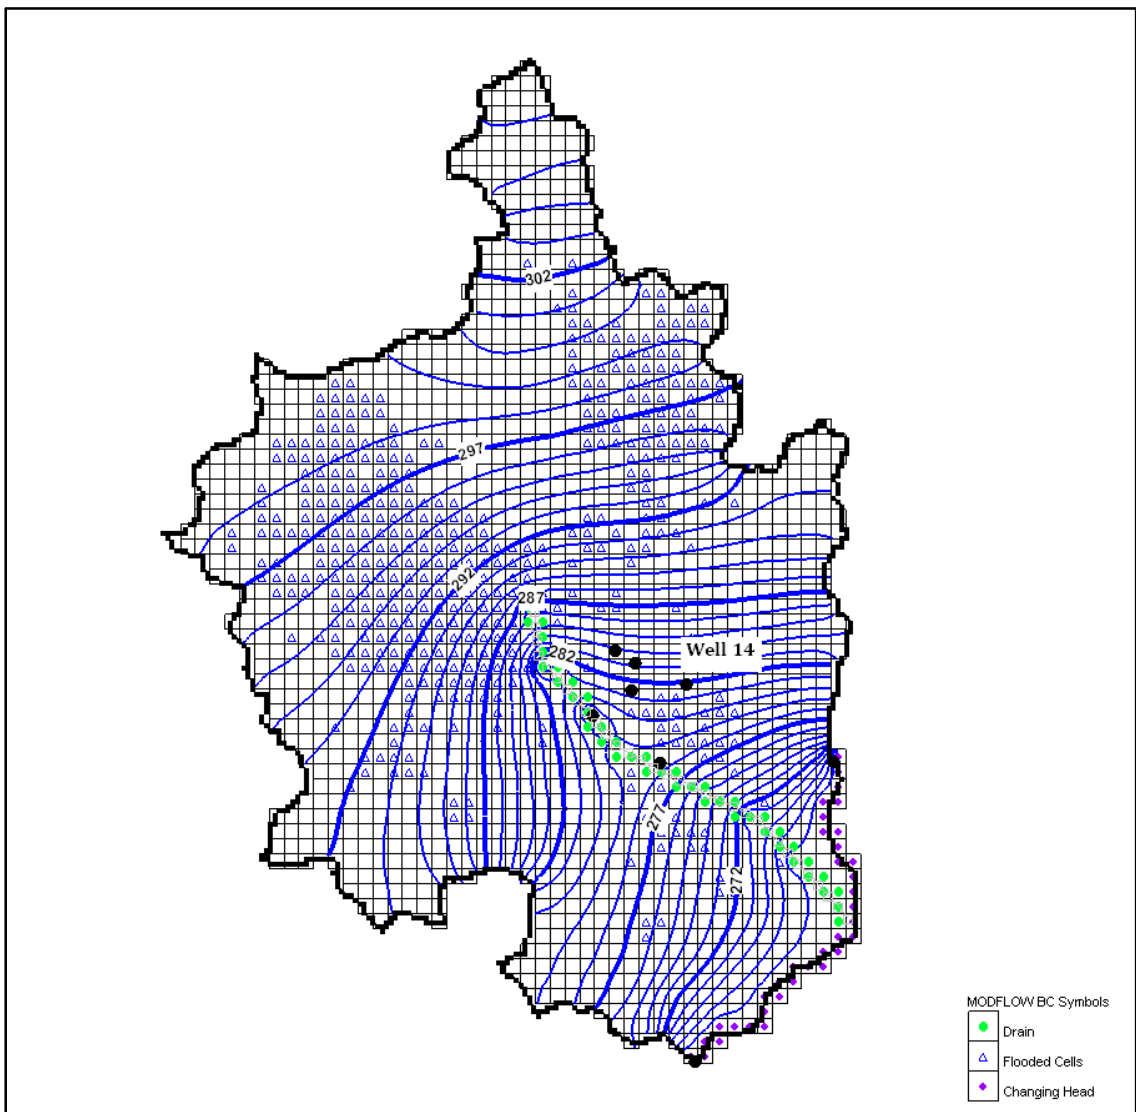 302
297
292
287
282
Well 14
277
272
MODFLOW BC Symbols
Drain
Flooded Cells
Changing Head